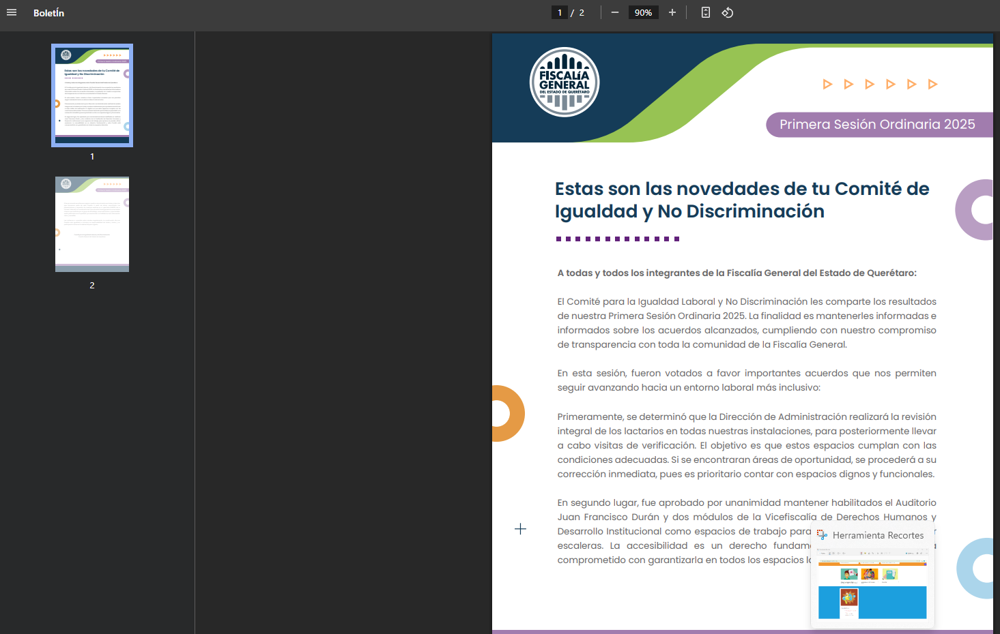 BoletÍn
1 / 2
90%
1
2
FISCALÍA
GENERAL
DEL ESTADO DE QUERÉTARO
Primera Sesión Ordinaria 2025
Estas son las novedades de tu Comité de
Igualdad y No Discriminación
A todas y todos los integrantes de la Fiscalía General del Estado de Querétaro:
El Comité para la Igualdad Laboral y No Discriminación les comparte los resultados
de nuestra Primera Sesión Ordinaria 2025. La finalidad es mantenerles informadas e
informados sobre los acuerdos alcanzados, cumpliendo con nuestro compromiso
de transparencia con toda la comunidad de la Fiscalía General.
En esta sesión, fueron votados a favor importantes acuerdos que nos permiten
seguir avanzando hacia un entorno laboral más inclusivo:
Primeramente, se determinó que la Dirección de Administración realizará la revisión
integral de los lactarios en todas nuestras instalaciones, para posteriormente llevar
a cabo visitas de verificación. El objetivo es que estos espacios cumplan con las
condiciones adecuadas. Si se encontraran áreas de oportunidad, se procederá a su
corrección inmediata, pues es prioritario contar con espacios dignos y funcionales.
En segundo lugar, fue aprobado por unanimidad mantener habilitados el Auditorio
Juan Francisco Durán y dos módulos de la Vicefiscalía de Derechos Humanos y
Desarrollo Institucional como espacios de trabajo para
escaleras. La accesibilidad es un derecho
comprometido con garantizarla en todos los espacios
Herramienta Recortes